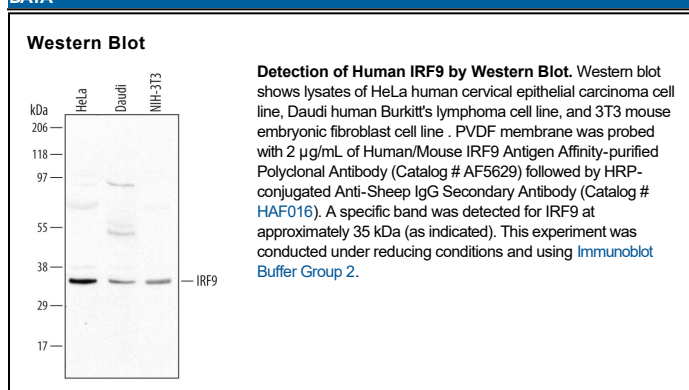 DATA
Western Blot
HeLa
Daudi
NIH-3T3
kDa
206
118
97
55
38
29
17
IRF9
Detection of Human IRF9 by Western Blot. Western blot
shows lysates of HeLa human cervical epithelial carcinoma cell
line, Daudi human Burkitt's lymphoma cell line, and 3T3 mouse
embryonic fibroblast cell line . PVDF membrane was probed
with 2 µg/mL of Human/Mouse IRF9 Antigen Affinity-purified
Polyclonal Antibody (Catalog # AF5629) followed by HRP-
conjugated Anti-Sheep IgG Secondary Antibody (Catalog #
HAF016). A specific band was detected for IRF9 at
approximately 35 kDa (as indicated). This experiment was
conducted under reducing conditions and using Immunoblot
Buffer Group 2.